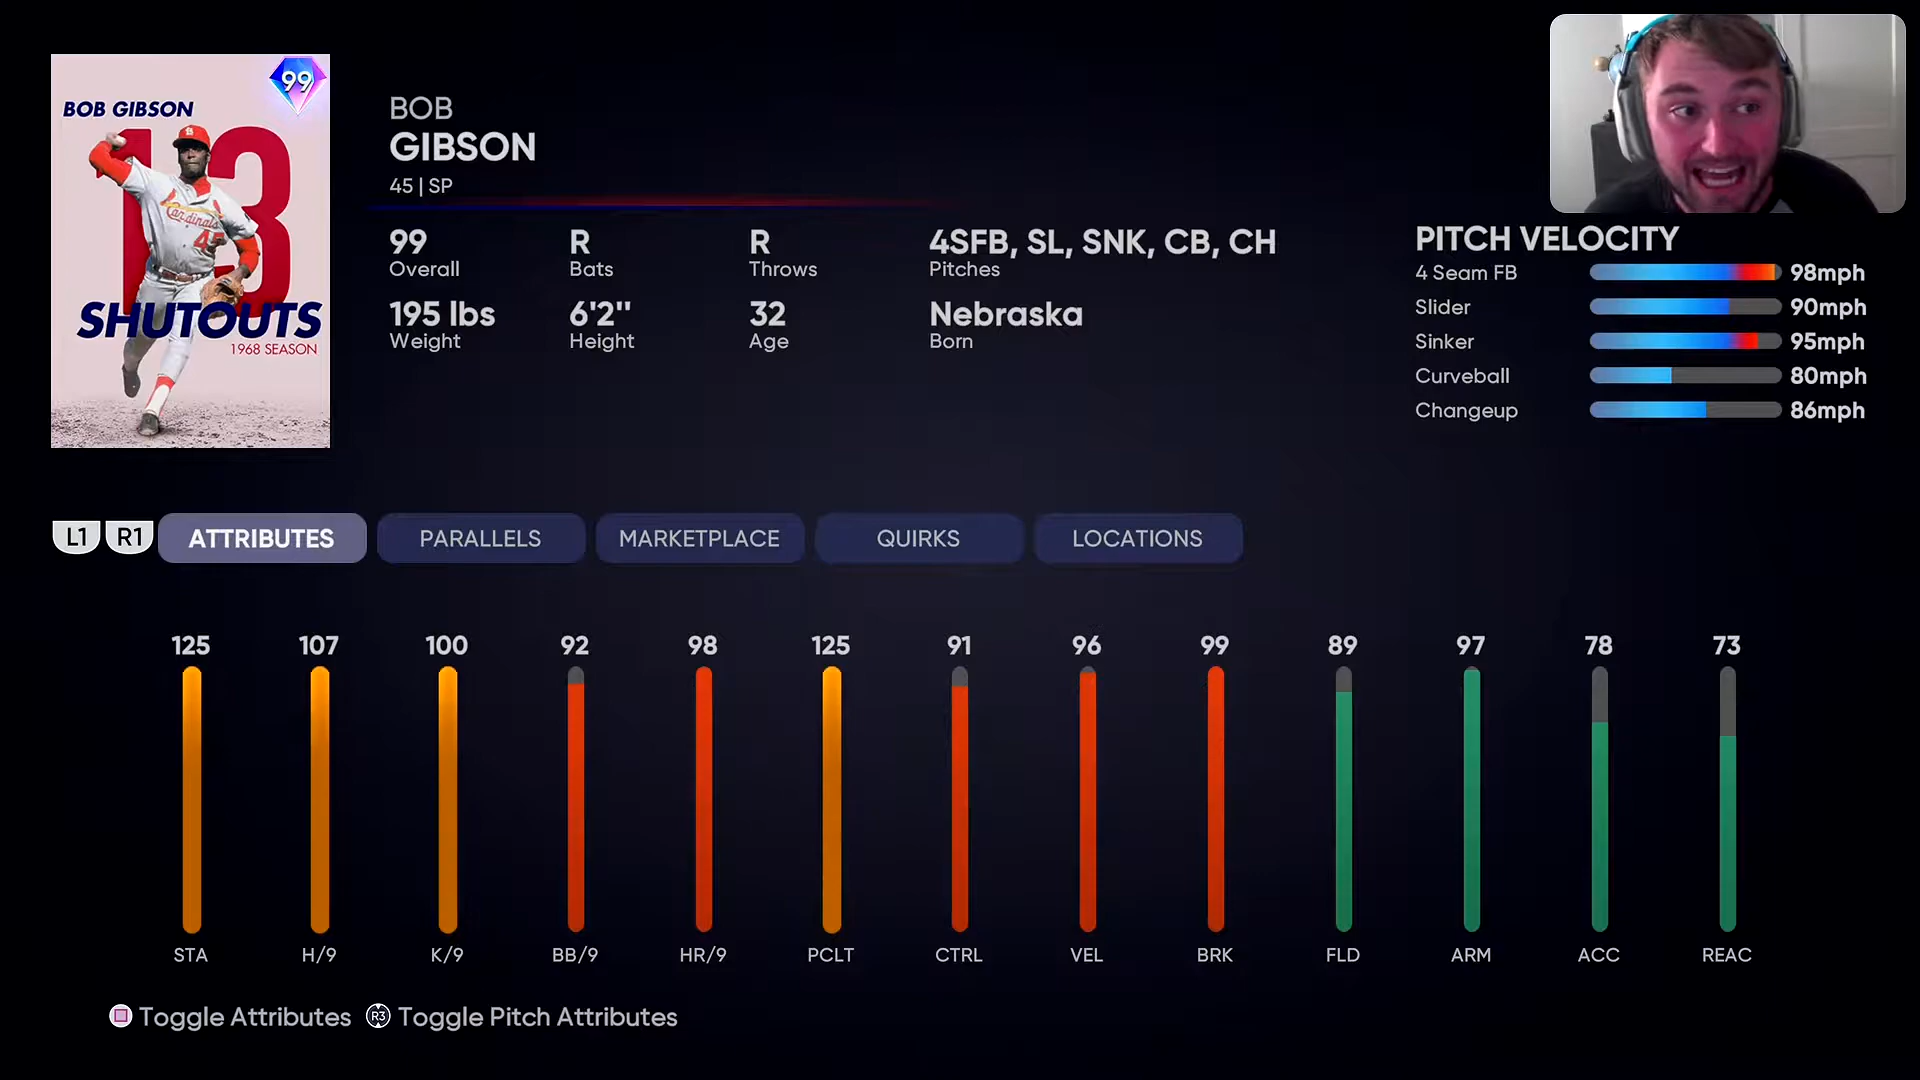 99
BOB GIBSON
13
Cardinals
SHUTOUTS
1968 SEASON
BOB
GIBSON
45 | SP
99
Overall
R
Bats
R
Throws
4SFB, SL, SNK, CB, CH
Pitches
195 lbs
Weight
6'2"
Height
32
Age
Nebraska
Born
PITCH VELOCITY
4 Seam FB 98mph
Slider 90mph
Sinker 95mph
Curveball 80mph
Changeup 86mph
L1 R1 ATTRIBUTES PARALLELS MARKETPLACE QUIRKS LOCATIONS
125 107 100 92 98 125 91 96 99 89 97 78 73
STA H/9 K/9 BB/9 HR/9 PCLT CTRL VEL BRK FLD ARM ACC REAC
Toggle Attributes R3 Toggle Pitch Attributes